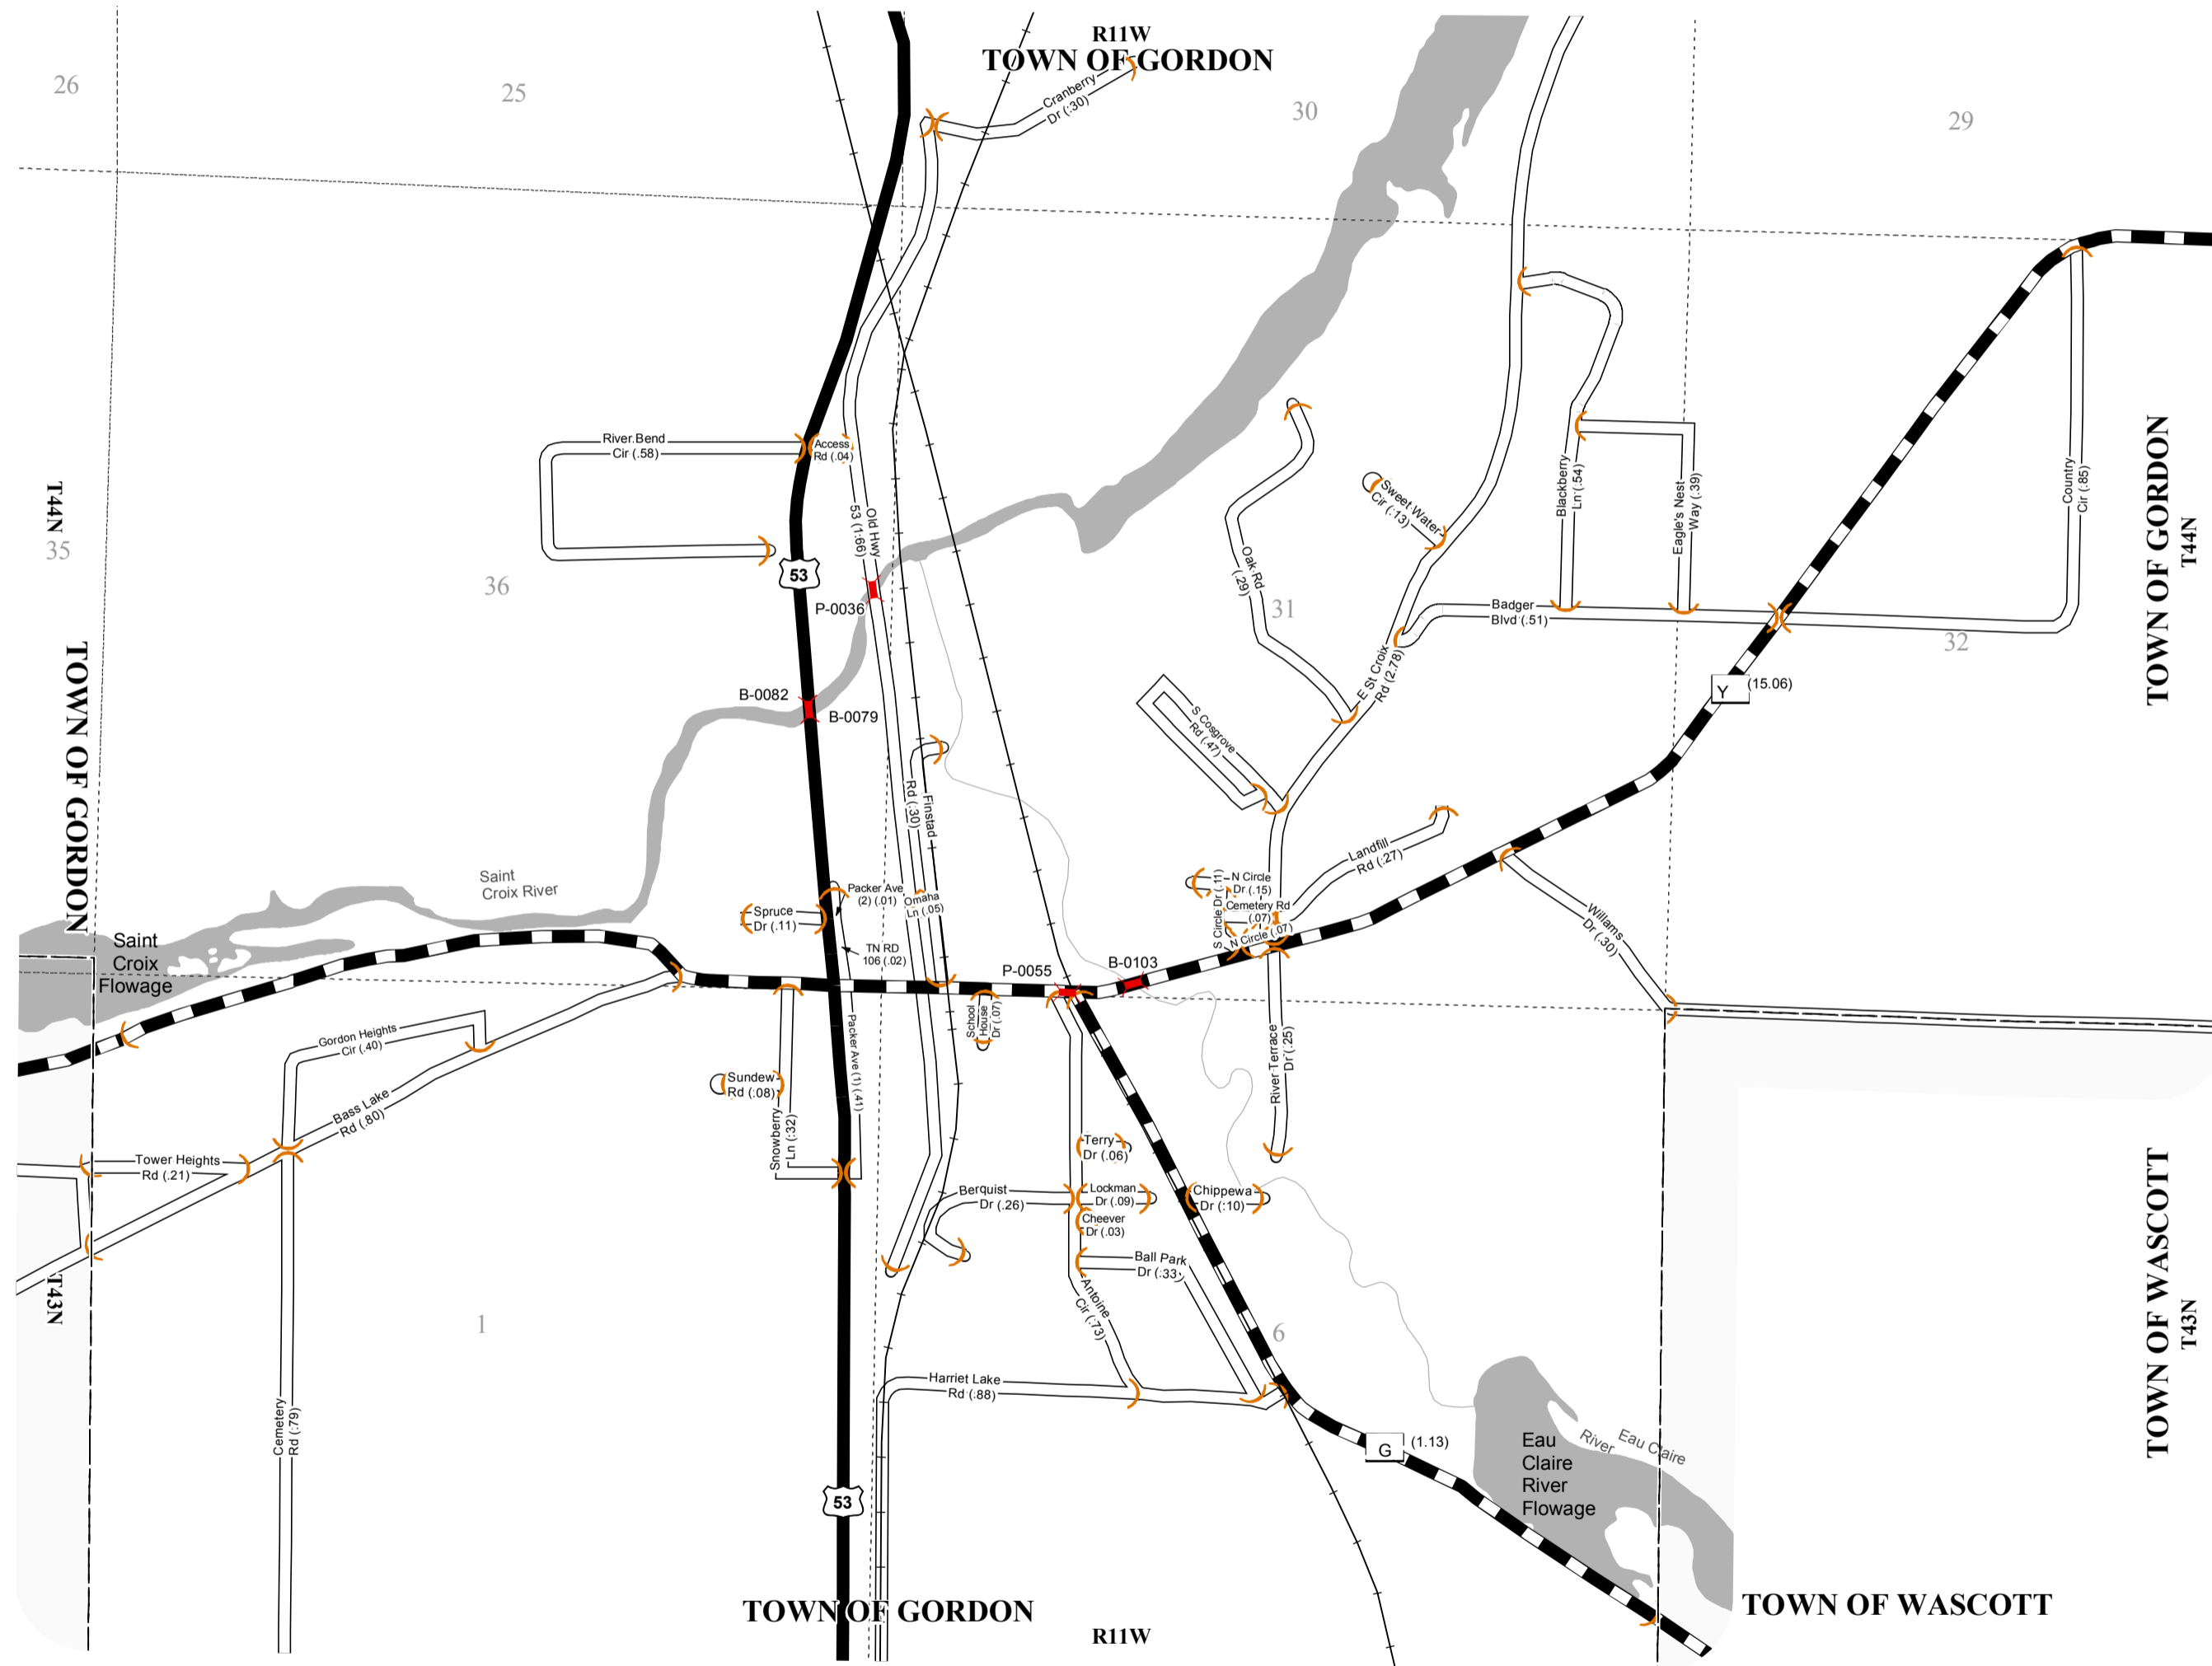 R11W
TOWN OF GORDON
26
25
30
29
Cranberry
Dr (.30)
River Bend
Cir (.58)
Access
Rd (.04)
T44N
35
36
53
Old Hwy
53 (1.66)
P-0036
B-0082
B-0079
Oak Rd
(.29)
31
Sweet Water
Cir (.13)
Blackberry
Ln (.54)
Eagle's Nest
Way (.39)
Country
Cir (.85)
TOWN OF GORDON
T44N
Badger
Blvd (.51)
32
E St Croix
Rd (2.78)
Y
(15.06)
S Cosgrove
Rd (.47)
TOWN OF GORDON
Finstad
Rd (.30)
Landfill
Rd (.27)
Saint
Croix River
Packer Ave
(2) (.01)
Omaha
Ln (.05)
Spruce
Dr (.11)
N Circle
Dr (.15)
S Circle Dr (.11)
Cemetery Rd
(.07)
N Circle (.07)
Willams
Dr (.30)
TN RD
106 (.02)
Saint
Croix
Flowage
P-0055
B-0103
School
House
Dr (.07)
Packer Ave (1) (.41)
Gordon Heights
Cir (.40)
Sundew
Rd (.08)
Snowberry
Ln (.32)
River Terrace
Dr (.25)
Bass Lake
Rd (.80)
Tower Heights
Rd (.21)
Terry
Dr (.06)
Berquist
Dr (.26)
Lockman
Dr (.09)
Chippewa
Dr (.10)
Cheever
Dr (.03)
Ball Park
Dr (.33)
Antoine
Cir (.73)
T43N
1
6
TOWN OF WASCOTT
T43N
Harriet Lake
Rd (.88)
Cemetery
Rd (.79)
G
(1.13)
Eau
Claire
River
Flowage
River
Eau Claire
53
TOWN OF GORDON
R11W
TOWN OF WASCOTT